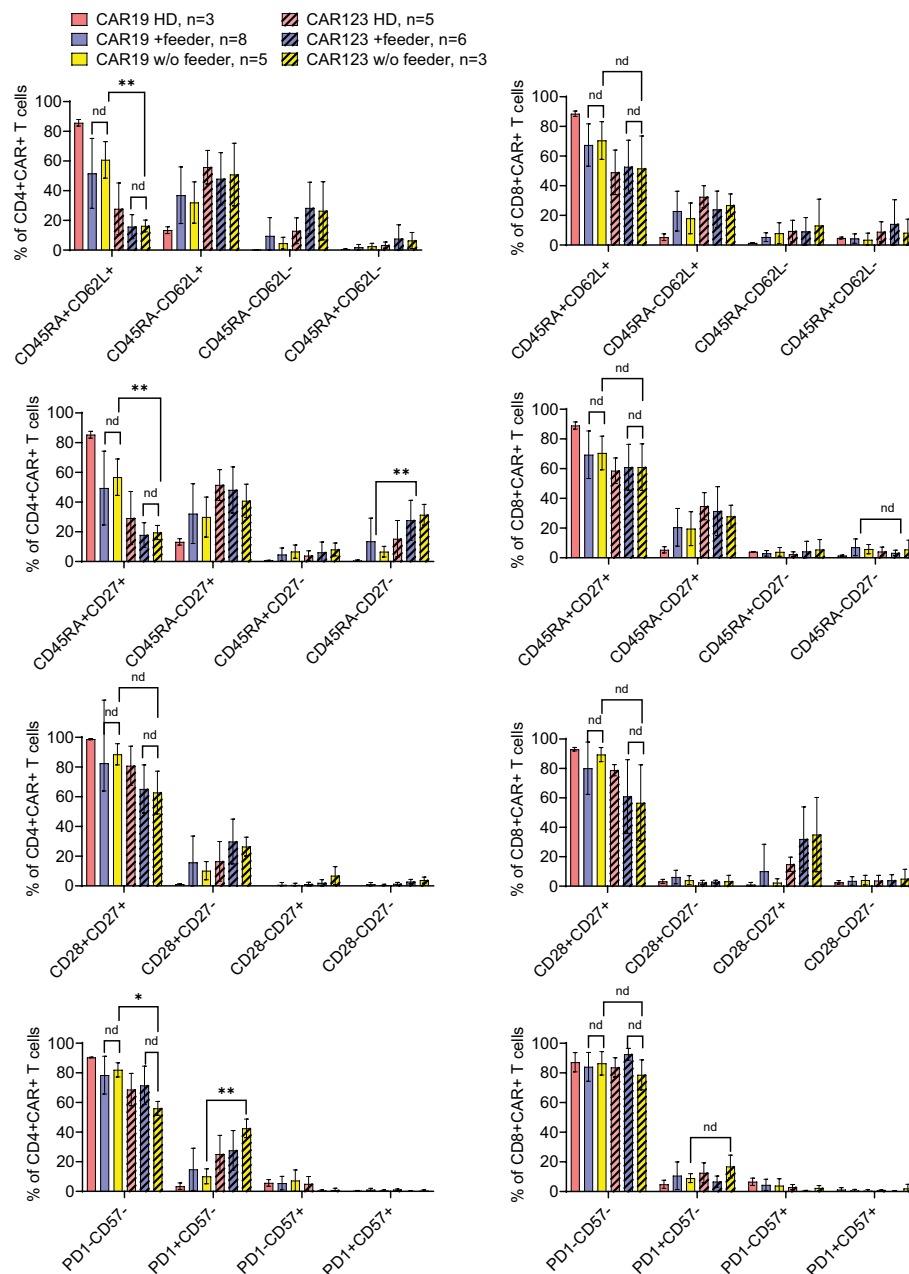 CAR19 HD, n=3
CAR123 HD, n=5
CAR19 +feeder, n=8
CAR123 +feeder, n=6
CAR19 w/o feeder, n=5
CAR123 w/o feeder, n=3
% of CD4+CAR+ T cells
100
80
60
40
20
0
**
nd
nd
CD45RA+CD62L+
CD45RA-CD62L+
CD45RA-CD62L-
CD45RA+CD62L-
% of CD8+CAR+ T cells
100
80
60
40
20
0
nd
nd
nd
CD45RA+CD62L+
CD45RA-CD62L+
CD45RA-CD62L-
CD45RA+CD62L-
% of CD4+CAR+ T cells
100
80
60
40
20
0
**
nd
nd
**
CD45RA+CD27+
CD45RA-CD27+
CD45RA+CD27-
CD45RA-CD27-
% of CD8+CAR+ T cells
100
80
60
40
20
0
nd
nd
nd
nd
CD45RA+CD27+
CD45RA-CD27+
CD45RA+CD27-
CD45RA-CD27-
% of CD4+CAR+ T cells
100
80
60
40
20
0
nd
nd
nd
CD28+CD27+
CD28+CD27-
CD28-CD27+
CD28-CD27-
% of CD8+CAR+ T cells
100
80
60
40
20
0
nd
nd
nd
CD28+CD27+
CD28+CD27-
CD28-CD27+
CD28-CD27-
% of CD4+CAR+ T cells
100
80
60
40
20
0
*
nd
nd
**
PD1-CD57-
PD1+CD57-
PD1-CD57+
PD1+CD57+
% of CD8+CAR+ T cells
100
80
60
40
20
0
nd
nd
nd
nd
PD1-CD57-
PD1+CD57-
PD1-CD57+
PD1+CD57+